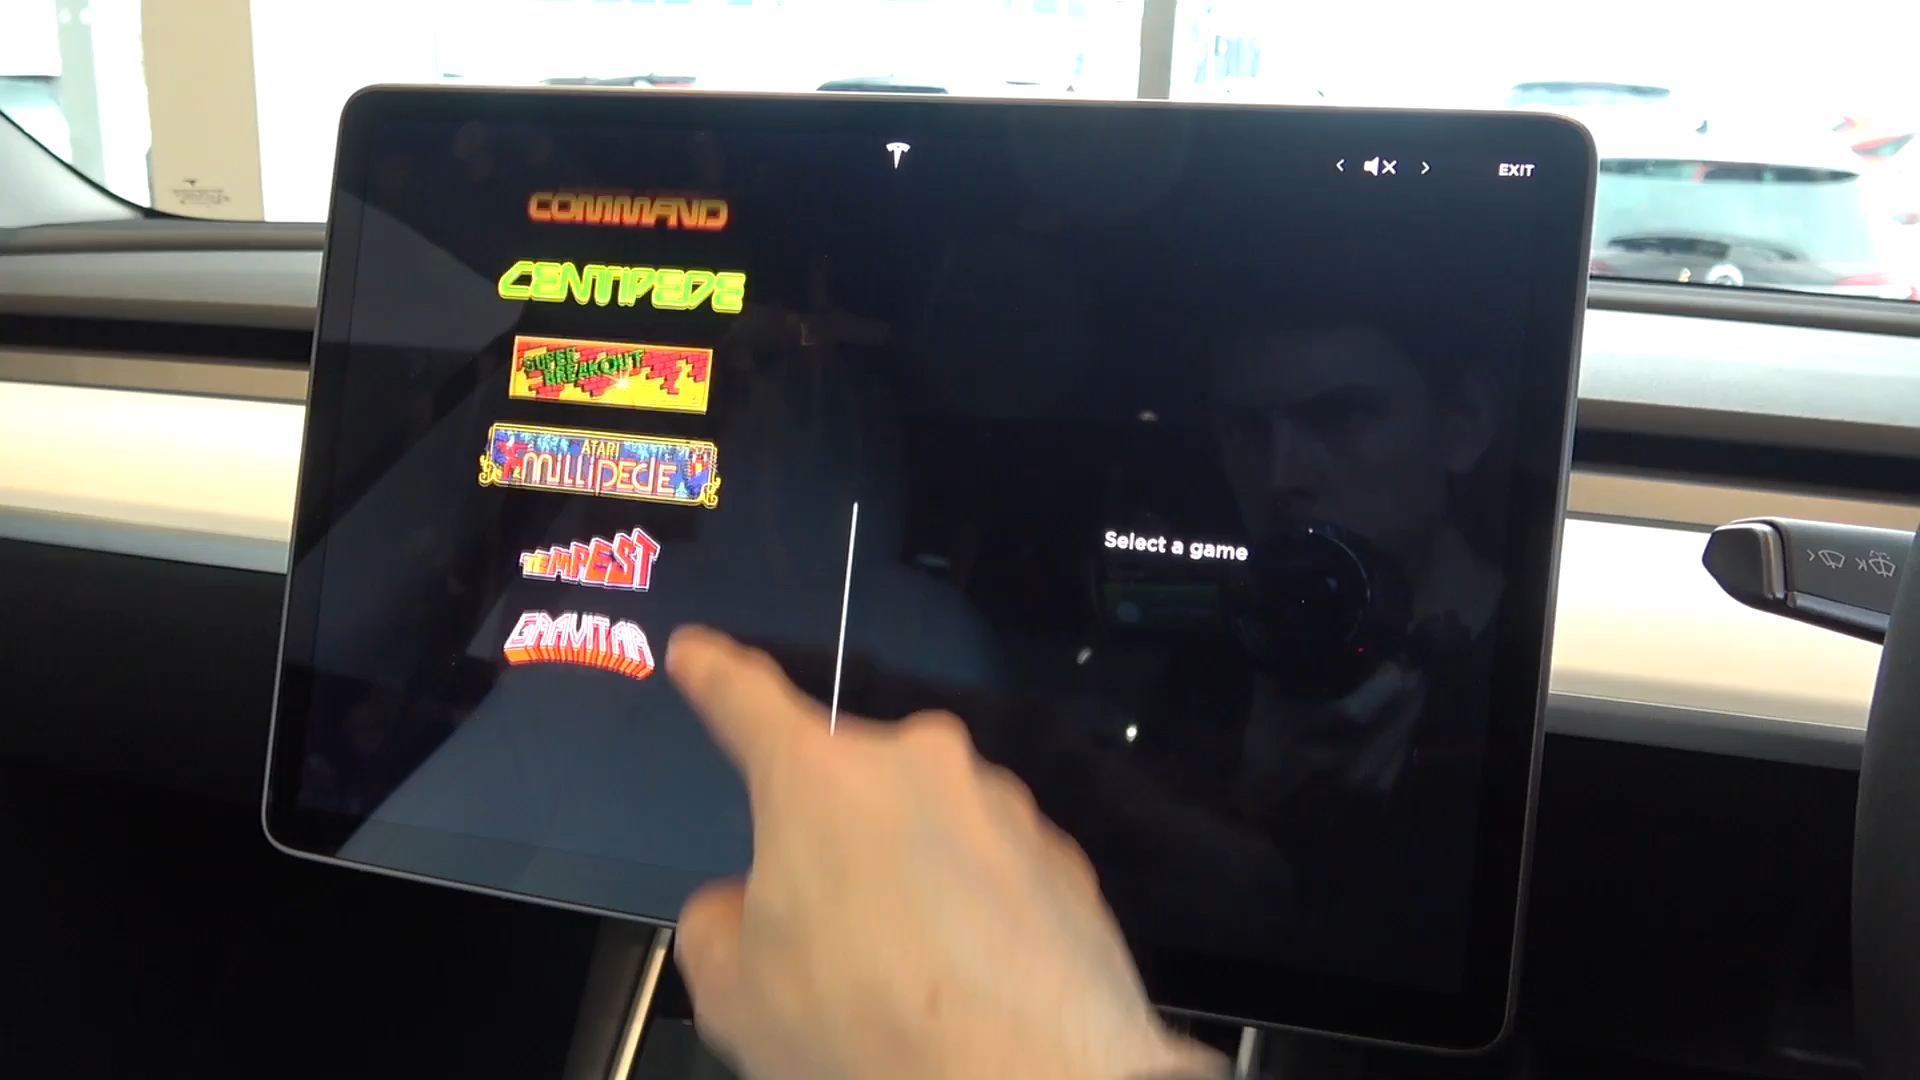 EXIT
COMMAND
CENTIPEDE
SUPER
BREAKOUT
ATARI
MILLIPEDE
TEMPEST
GRAVITAR
Select a game